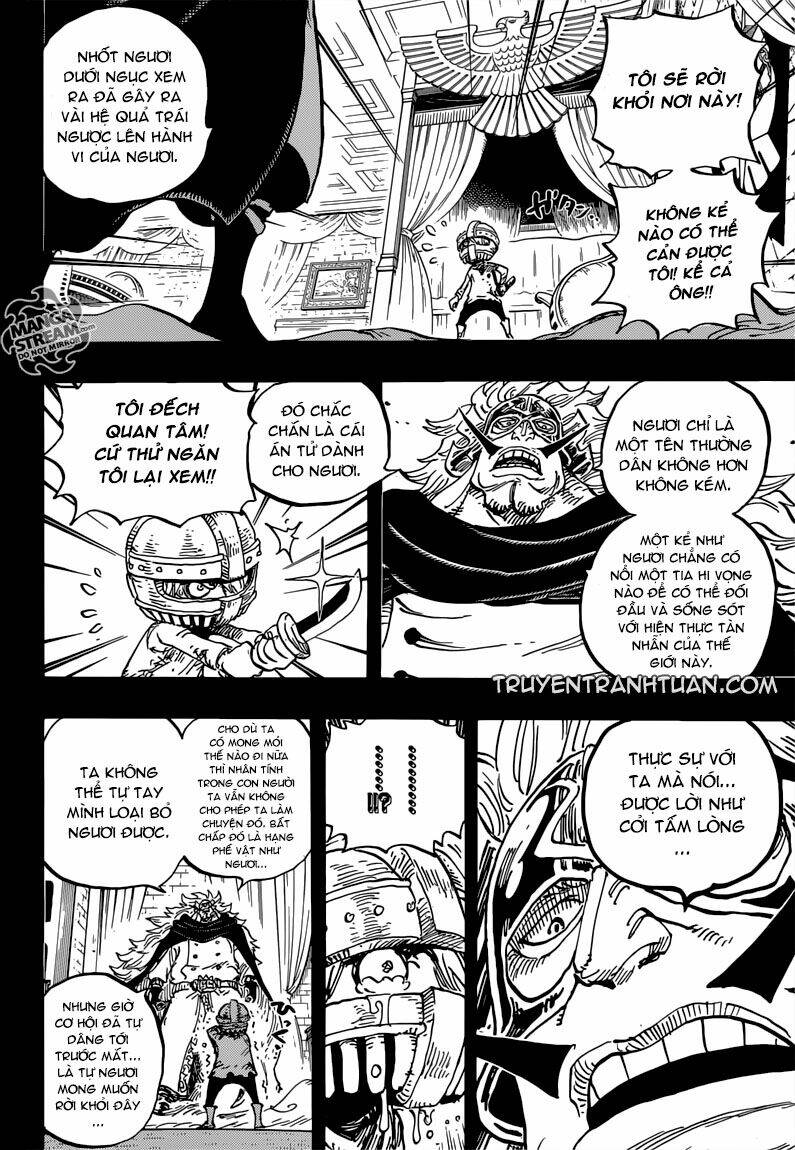 TÔI SẼ RỜI
KHỎI NƠI NÀY!
KHÔNG KẺ
NÀO CÓ THỂ
CẢN ĐƯỢC
TÔI! KỂ CẢ
ÔNG!!
ガタン..
NHỐT NGƯƠI
DƯỚI NGỤC XEM
RA ĐÃ GÂY RA
VÀI HỆ QUẢ TRÁI
NGƯỢC LÊN HÀNH
VI CỦA NGƯƠI.
MANGA
STREAM.com
DO NOT MIRROR!
NGƯƠI CHỈ LÀ
MỘT TÊN THƯỜNG
DÂN KHÔNG HƠN
KHÔNG KÉM.
MỘT KẺ NHƯ
NGƯƠI CHẲNG CÓ
NỔI MỘT TIA HI VỌNG
NÀO ĐỂ CÓ THỂ ĐỐI
ĐẦU VÀ SỐNG SÓT
VỚI HIỆN THỰC TÀN
NHẪN CỦA THẾ
GIỚI NÀY.
ĐÓ CHẮC
CHẮN LÀ CÁI
ÁN TỬ DÀNH
CHO NGƯƠI.
TÔI ĐẾCH
QUAN TÂM!
CỨ THỬ NGĂN
TÔI LẠI XEM!!
TRUYENTRANHTUAN.COM
THỰC SỰ VỚI
TA MÀ NÓI...
ĐƯỢC LỜI NHƯ
CỞI TẤM LÒNG
...
!!?
CHO DÙ TA
CÓ MONG MỎI
THẾ NÀO ĐI NỮA
THÌ NHÂN TÍNH
TRONG CON NGƯỜI
TA VẪN KHÔNG
CHO PHÉP TA LÀM
CHUYỆN ĐÓ. BẤT
CHẤP ĐÓ LÀ HẠNG
PHẾ VẬT NHƯ
NGƯƠI...
TA KHÔNG
THỂ TỰ TAY
MÌNH LOẠI BỎ
NGƯƠI ĐƯỢC.
NHƯNG GIỜ
CƠ HỘI ĐÃ TỰ
DÂNG TỚI
TRƯỚC MẮT...
LÀ TỰ NGƯƠI
MONG MUỐN
RỜI KHỎI ĐÂY
...